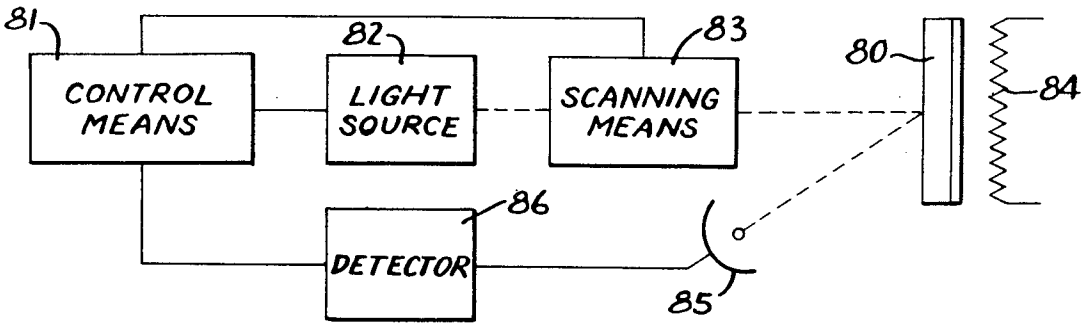 81
CONTROL
MEANS
82
LIGHT
SOURCE
83
SCANNING
MEANS
80
84
86
DETECTOR
85